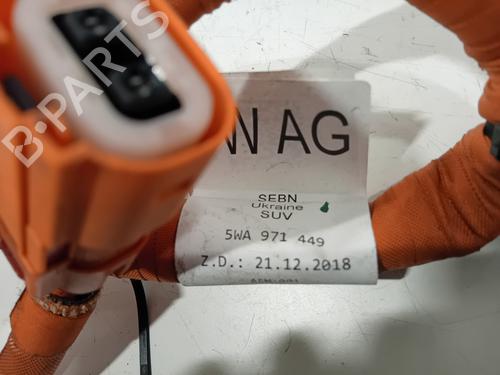 B-PARTS
W AG
SEBN
Ukraine
SUV
5WA 971 449
Z.D.: 21.12.2018